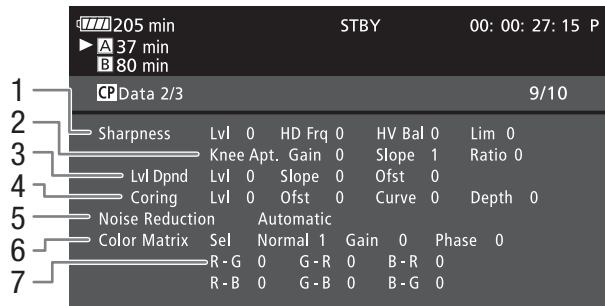 205 min STBY 00: 00: 27: 15 P
A 37 min
B 80 min
CP Data 2/3 9/10
1 Sharpness Lvl 0 HD Frq 0 HV Bal 0 Lim 0
2 Knee Apt. Gain 0 Slope 1 Ratio 0
3 Lvl Dpnd Lvl 0 Slope 0 Ofst 0
4 Coring Lvl 0 Ofst 0 Curve 0 Depth 0
5 Noise Reduction Automatic
6 Color Matrix Sel Normal 1 Gain 0 Phase 0
7 R - G 0 G - R 0 B - R 0
R - B 0 G - B 0 B - G 0